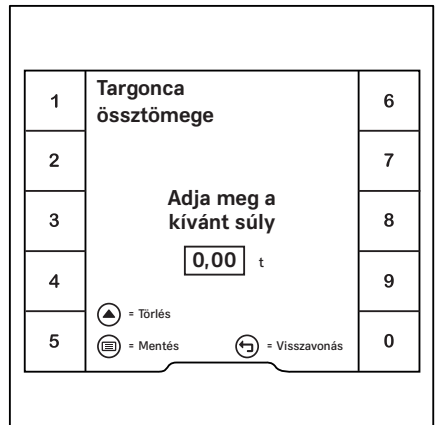 Targonca
össztömege
1
2
3
4
5
6
7
8
9
0
Adja meg a
kívánt súly
0,00 t
= Törlés
= Mentés
= Visszavonás